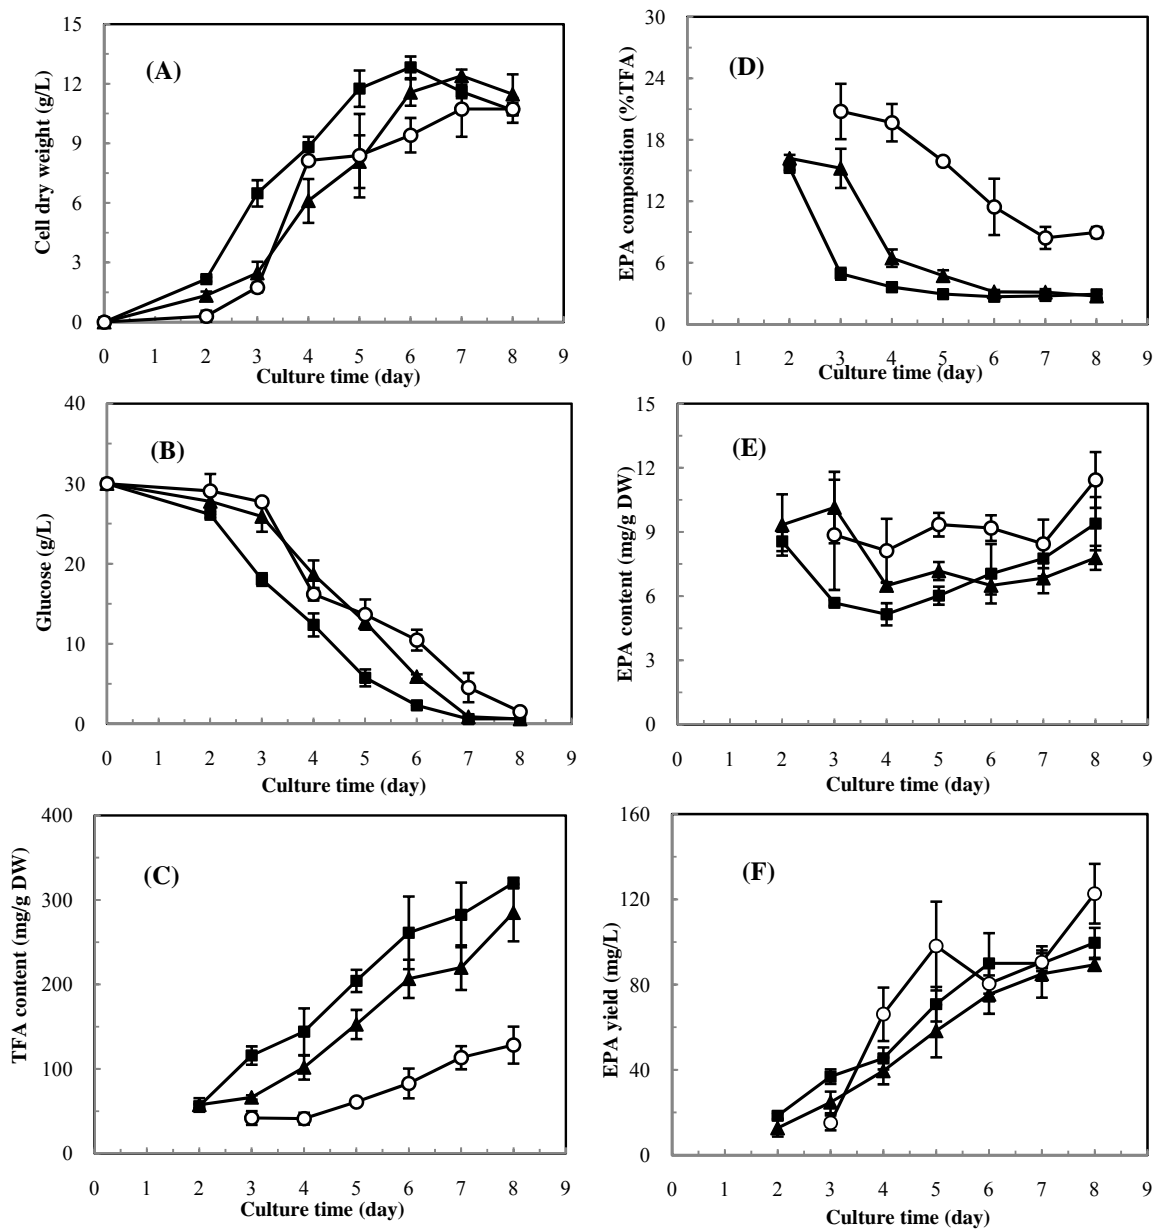 (A)
Cell dry weight (g/L)
15
12
9
6
3
0
0 1 2 3 4 5 6 7 8 9
Culture time (day)
(D)
EPA composition (%TFA)
30
24
18
12
6
0
0 1 2 3 4 5 6 7 8 9
Culture time (day)
(B)
Glucose (g/L)
40
30
20
10
0
0 1 2 3 4 5 6 7 8 9
Culture time (day)
(E)
EPA content (mg/g DW)
15
12
9
6
3
0
0 1 2 3 4 5 6 7 8 9
Culture time (day)
(C)
TFA content (mg/g DW)
400
300
200
100
0
0 1 2 3 4 5 6 7 8 9
Culture time (day)
(F)
EPA yield (mg/L)
160
120
80
40
0
0 1 2 3 4 5 6 7 8 9
Culture time (day)